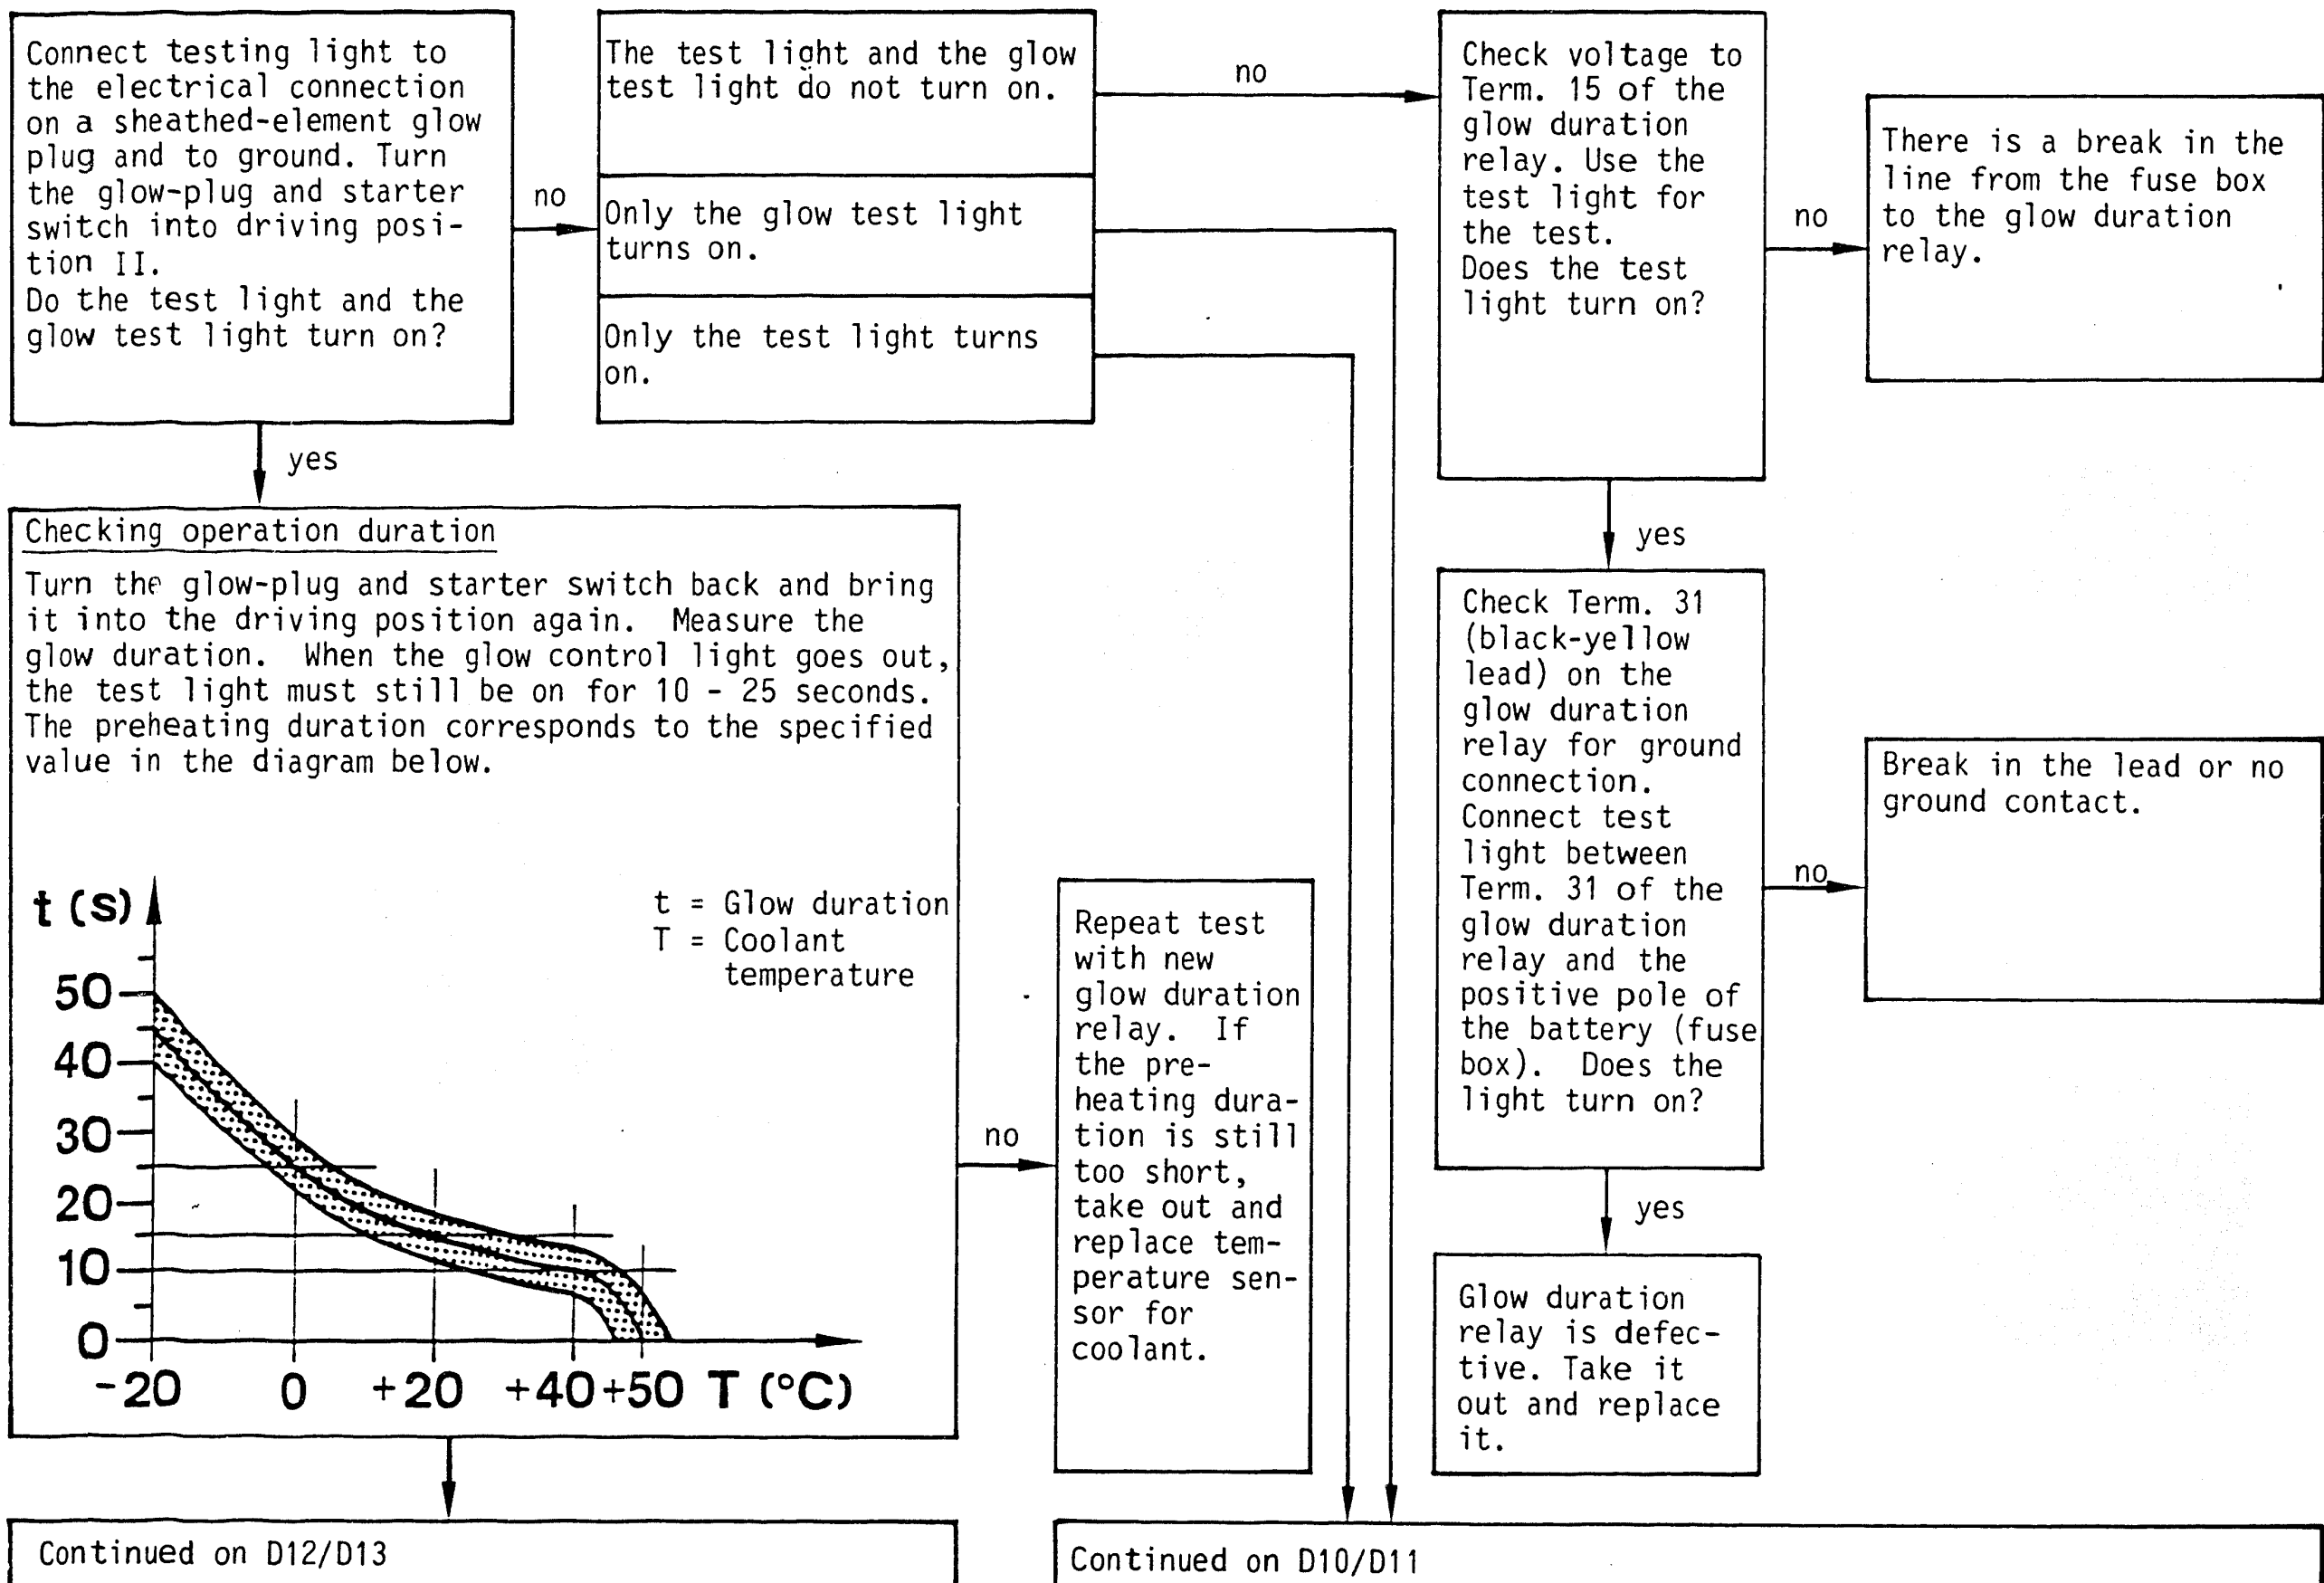 Connect testing light to
the electrical connection
on a sheathed-element glow
plug and to ground. Turn
the glow-plug and starter
switch into driving posi-
tion II.
Do the test light and the
glow test light turn on?
no
The test light and the glow
test light do not turn on.
Only the glow test light
turns on.
Only the test light turns
on.
no
Check voltage to
Term. 15 of the
glow duration
relay. Use the
test light for
the test.
Does the test
light turn on?
no
There is a break in the
line from the fuse box
to the glow duration
relay.
yes
yes
Checking operation duration
Turn the glow-plug and starter switch back and bring
it into the driving position again. Measure the
glow duration. When the glow control light goes out,
the test light must still be on for 10 - 25 seconds.
The preheating duration corresponds to the specified
value in the diagram below.
t (s)
t = Glow duration
T = Coolant
temperature
50
40
30
20
10
0
-20 0 +20 +40 +50 T (°C)
no
Repeat test
with new
glow duration
relay. If
the pre-
heating dura-
tion is still
too short,
take out and
replace tem-
perature sen-
sor for
coolant.
Check Term. 31
(black-yellow
lead) on the
glow duration
relay for ground
connection.
Connect test
light between
Term. 31 of the
glow duration
relay and the
positive pole of
the battery (fuse
box). Does the
light turn on?
no
Break in the lead or no
ground contact.
yes
Glow duration
relay is defec-
tive. Take it
out and replace
it.
Continued on D12/D13
Continued on D10/D11